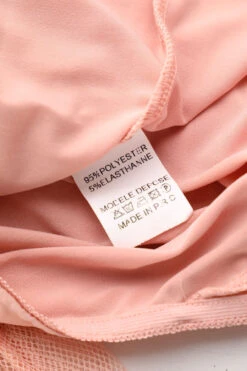 95%POLYESTER
5%ELASTHANNE
MODELE DEPOSE
MADE IN P.R.C